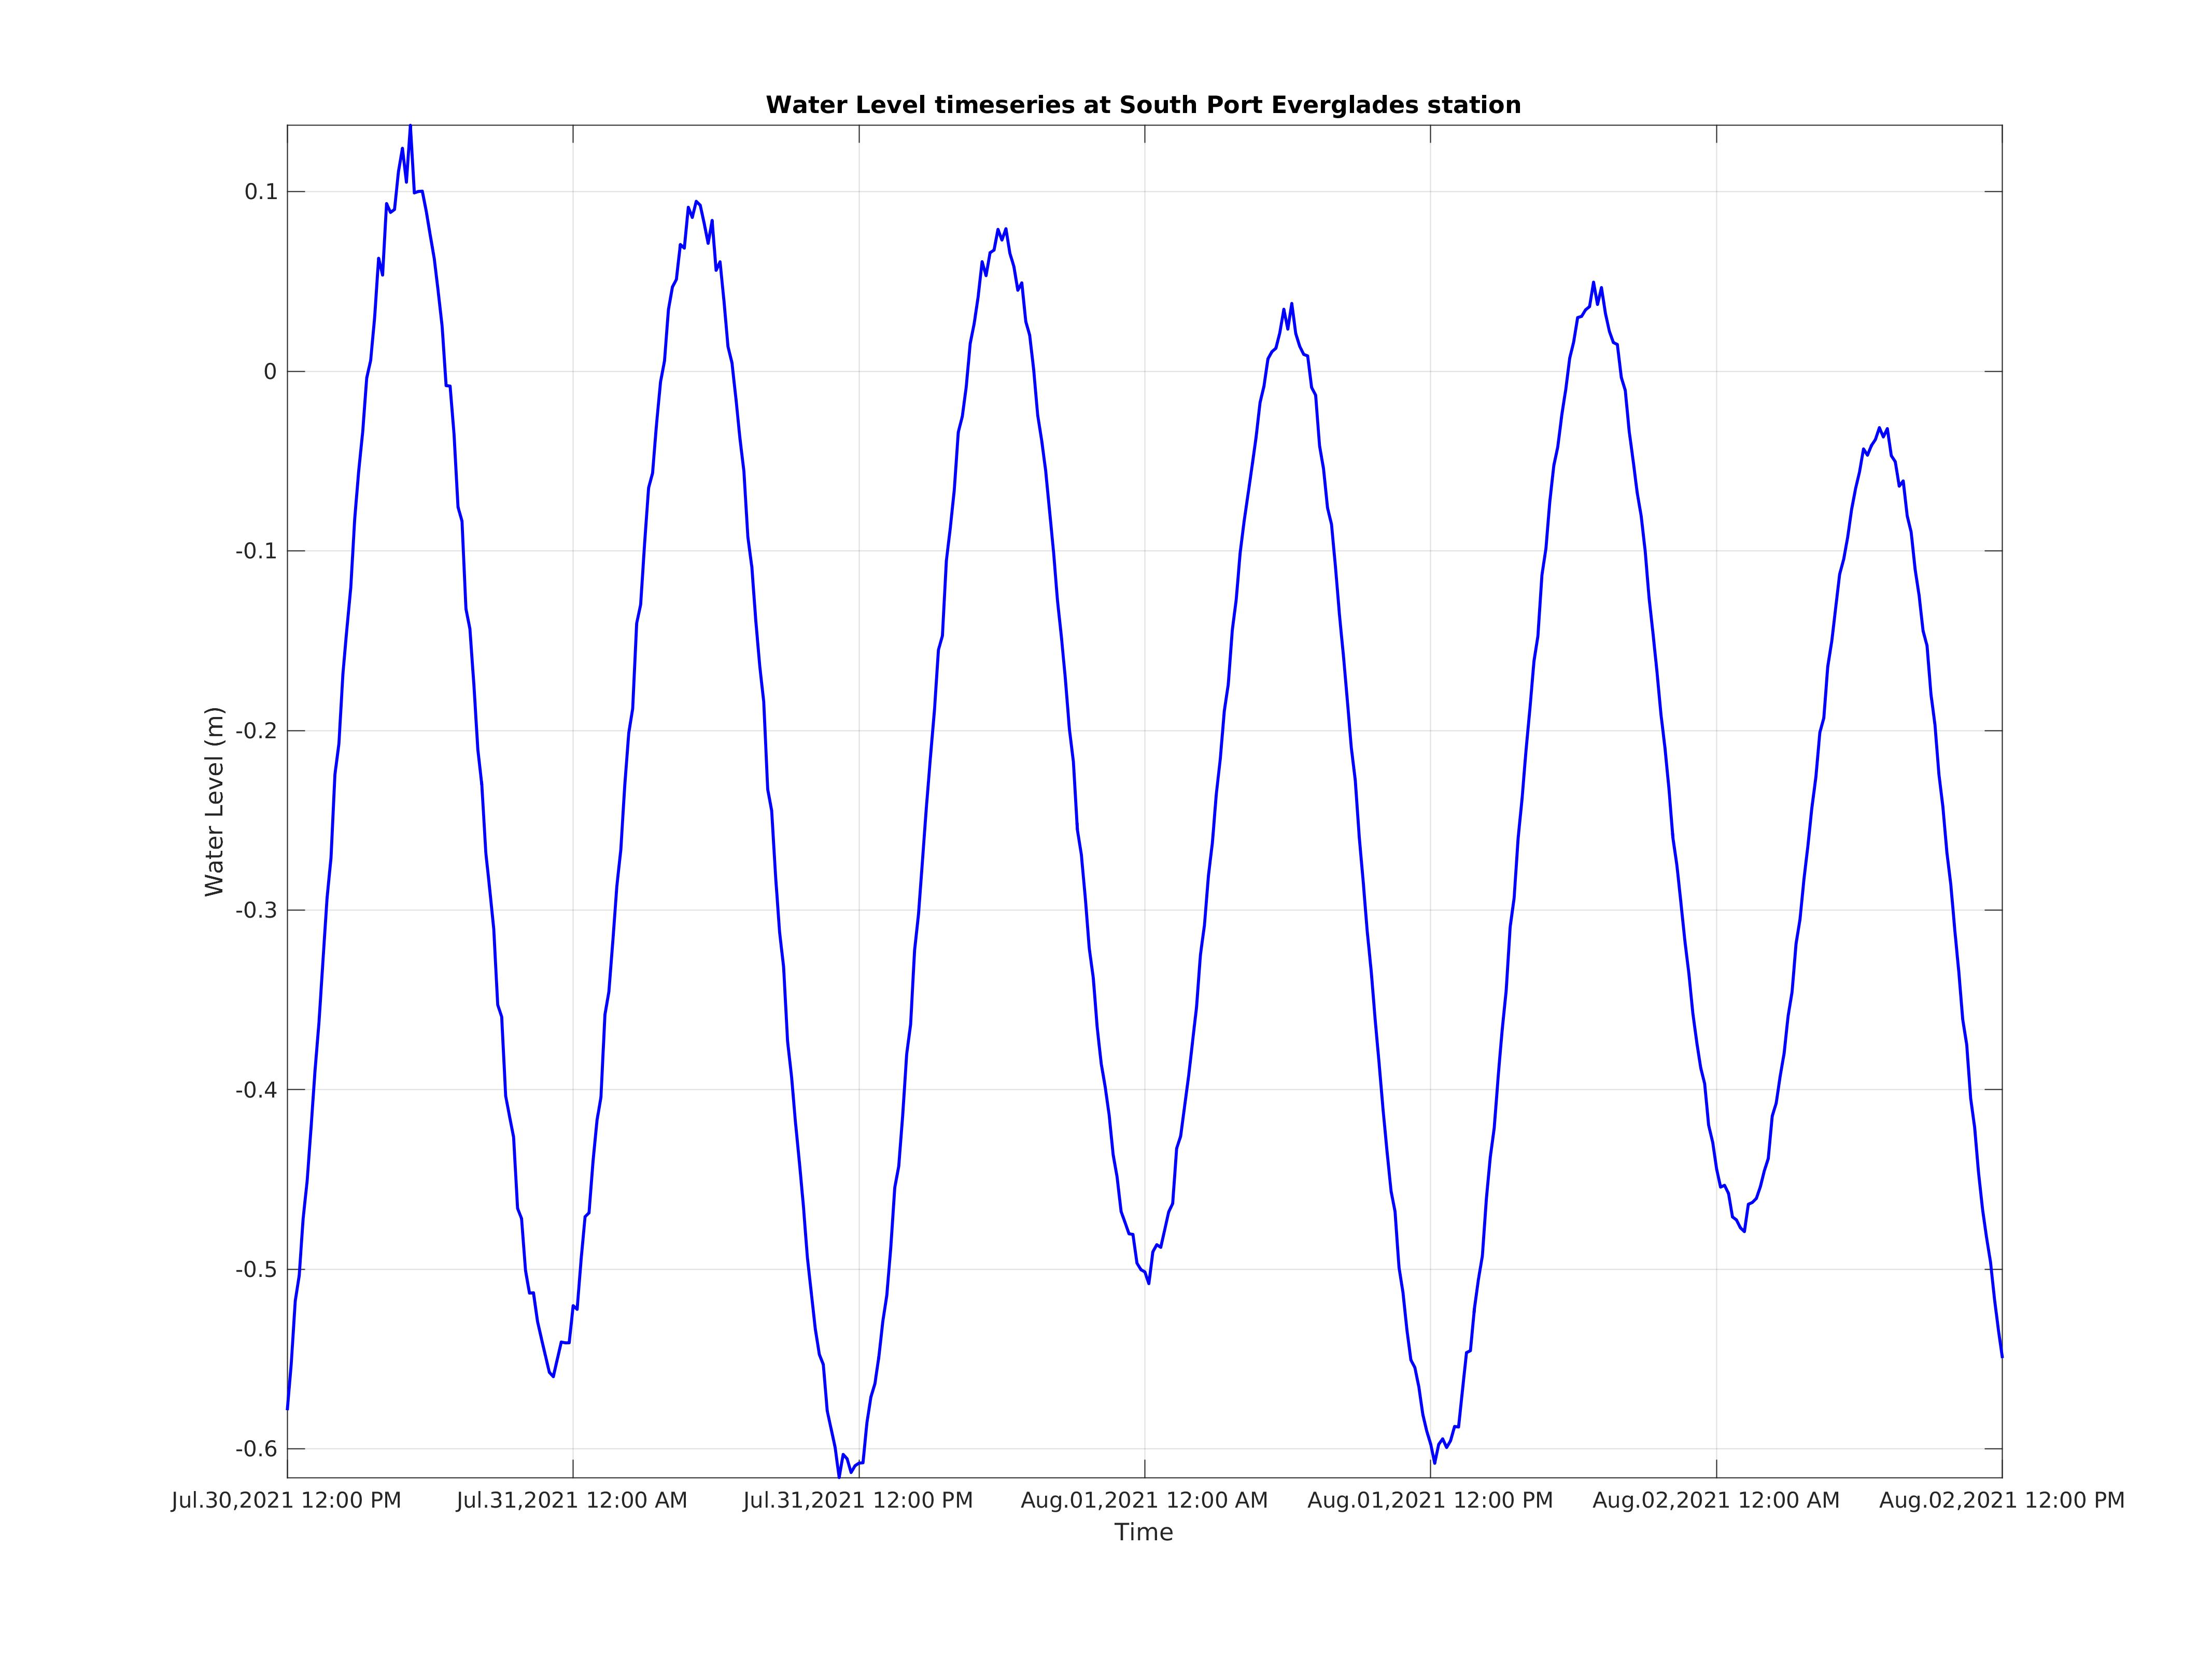 Water Level timeseries at South Port Everglades station
0.1
0
-0.1
-0.2
-0.3
-0.4
-0.5
-0.6
Water Level (m)
Jul.30,2021 12:00 PM
Jul.31,2021 12:00 AM
Jul.31,2021 12:00 PM
Aug.01,2021 12:00 AM
Aug.01,2021 12:00 PM
Aug.02,2021 12:00 AM
Aug.02,2021 12:00 PM
Time